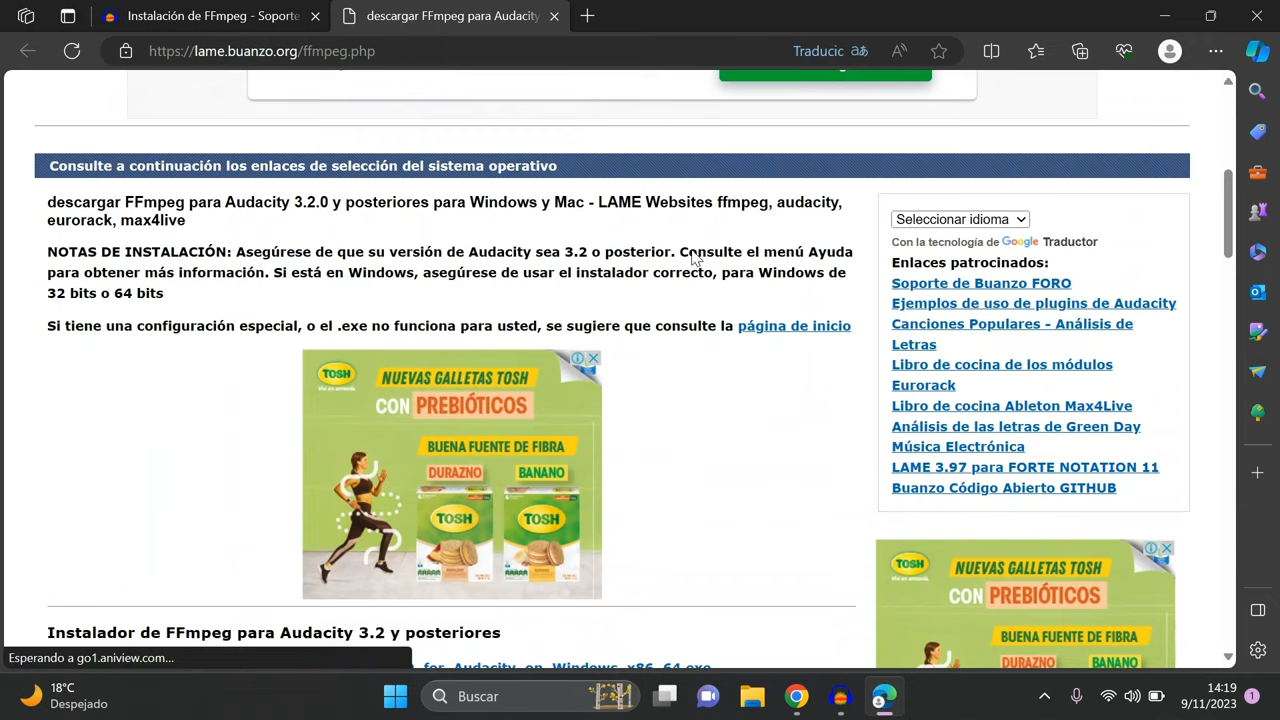 Instalación de FFmpeg - Soporte
descargar FFmpeg para Audacity
https://lame.buanzo.org/ffmpeg.php
Traducir
Consulte a continuación los enlaces de selección del sistema operativo
descargar FFmpeg para Audacity 3.2.0 y posteriores para Windows y Mac - LAME Websites ffmpeg, audacity,
eurorack, max4live
NOTAS DE INSTALACIÓN: Asegúrese de que su versión de Audacity sea 3.2 o posterior. Consulte el menú Ayuda
para obtener más información. Si está en Windows, asegúrese de usar el instalador correcto, para Windows de
32 bits o 64 bits
Si tiene una configuración especial, o el .exe no funciona para usted, se sugiere que consulte la página de inicio
TOSH
NUEVAS GALLETAS TOSH
CON PREBIÓTICOS
BUENA FUENTE DE FIBRA
DURAZNO BANANO
TOSH TOSH
Instalador de FFmpeg para Audacity 3.2 y posteriores
for_Audacity_on_Windows_x86_64.exe
Seleccionar idioma
Con la tecnología de Google Traductor
Enlaces patrocinados:
Soporte de Buanzo FORO
Ejemplos de uso de plugins de Audacity
Canciones Populares - Análisis de
Letras
Libro de cocina de los módulos
Eurorack
Libro de cocina Ableton Max4Live
Análisis de las letras de Green Day
Música Electrónica
LAME 3.97 para FORTE NOTATION 11
Buanzo Código Abierto GITHUB
TOSH
NUEVAS GALLETAS TOSH
CON PREBIÓTICOS
BUENA FUENTE DE FIBRA
DURAZNO BANANO
Esperando a go1.aniview.com...
18°C
Despejado
Buscar
14:19
9/11/2023
1